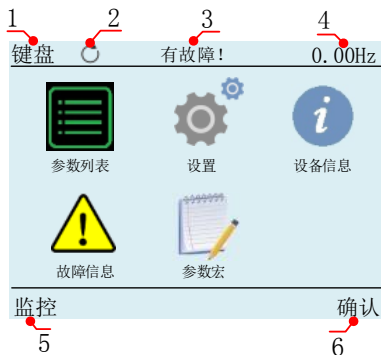 1 2 3 4
键盘 有故障! 0.00Hz
参数列表 设置 设备信息
故障信息 参数宏
监控 确认
5 6